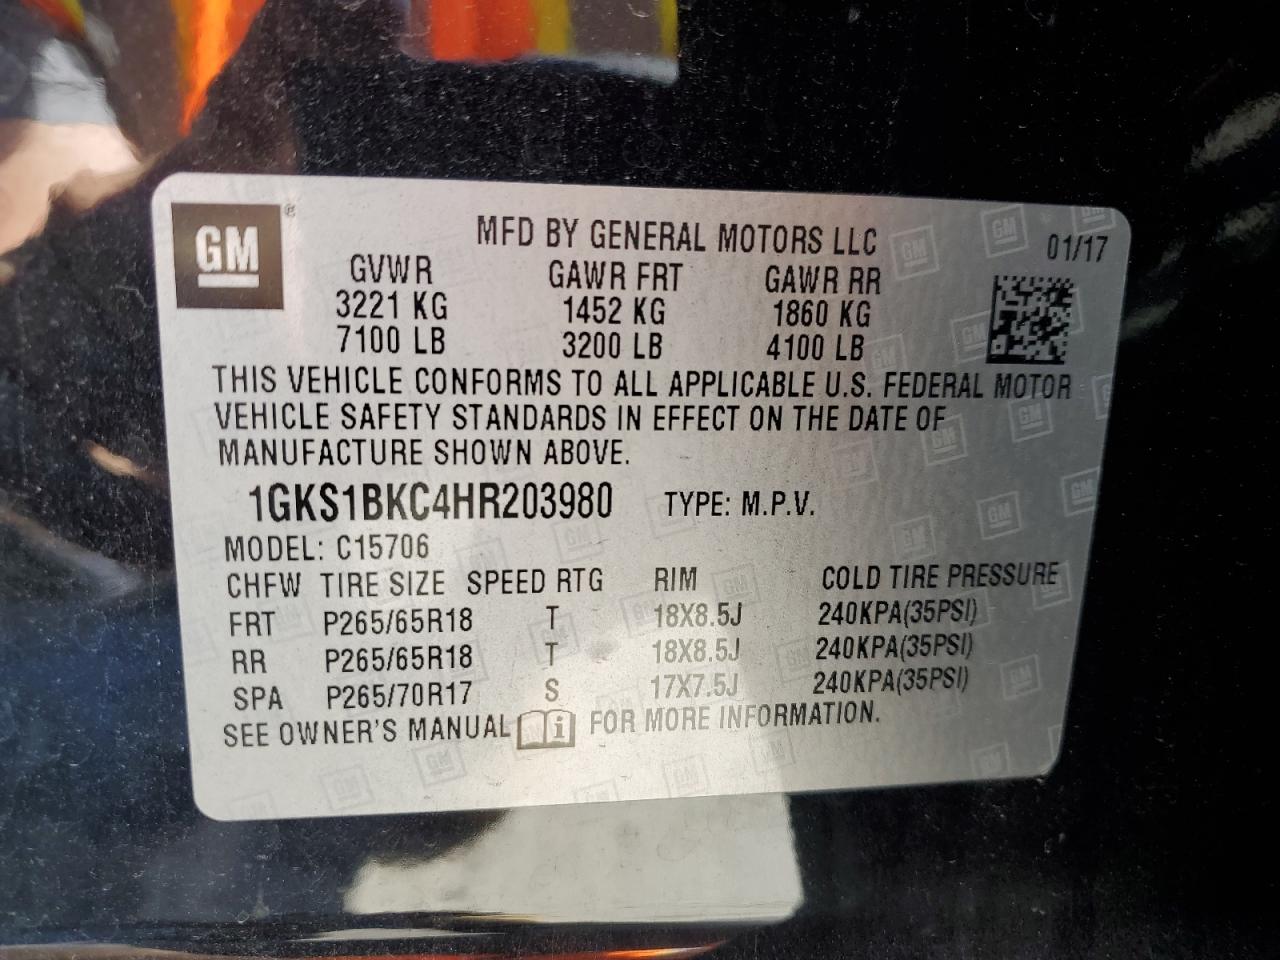 GM®
MFD BY GENERAL MOTORS LLC
01/17
GVWR GAWR FRT GAWR RR
3221 KG 1452 KG 1860 KG
7100 LB 3200 LB 4100 LB
THIS VEHICLE CONFORMS TO ALL APPLICABLE U.S. FEDERAL MOTOR
VEHICLE SAFETY STANDARDS IN EFFECT ON THE DATE OF
MANUFACTURE SHOWN ABOVE.
1GKS1BKC4HR203980 TYPE: M.P.V.
MODEL: C15706
CHFW TIRE SIZE SPEED RTG RIM COLD TIRE PRESSURE
FRT P265/65R18 T 18X8.5J 240KPA(35PSI)
RR P265/65R18 T 18X8.5J 240KPA(35PSI)
SPA P265/70R17 S 17X7.5J 240KPA(35PSI)
SEE OWNER'S MANUAL i FOR MORE INFORMATION.